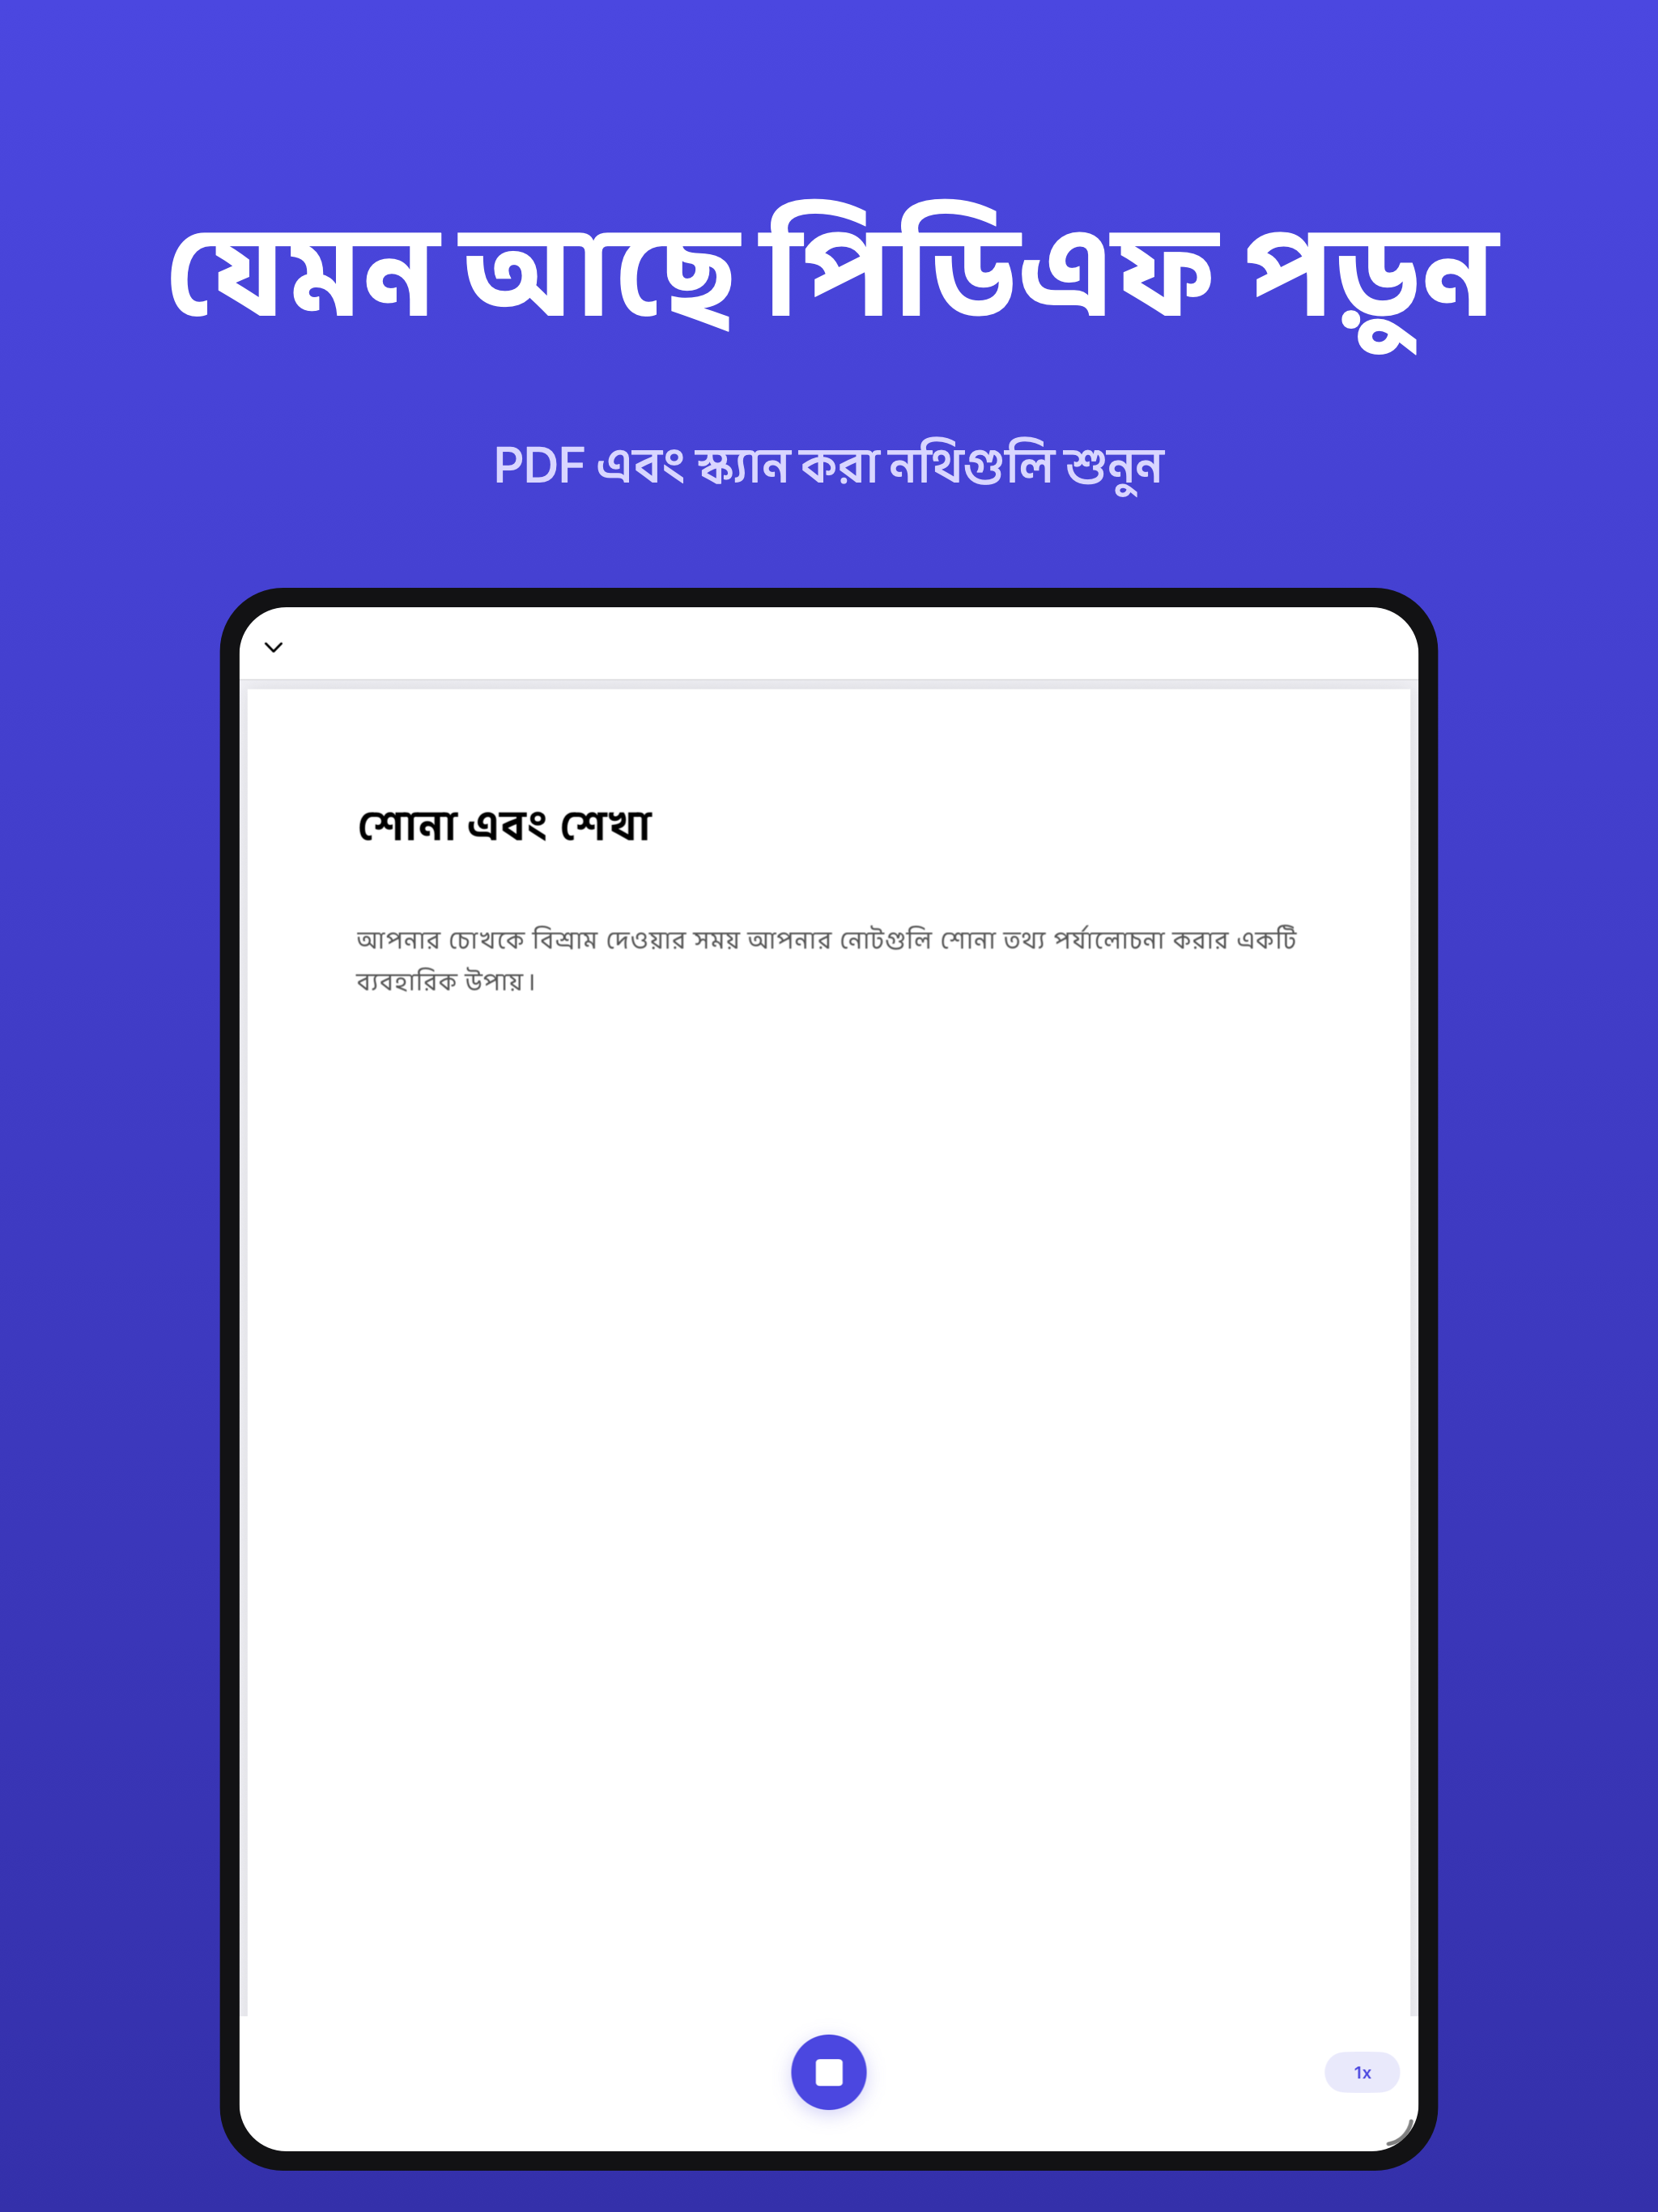 যেমন আছে পিডিএফ পড়ুন
PDF এবং স্ক্যান করা নথিগুলি শুনুন
শোনা এবং শেখা
আপনার চোখকে বিশ্রাম দেওয়ার সময় আপনার নোটগুলি শোনা তথ্য পর্যালোচনা করার একটি
ব্যবহারিক উপায়।
1x